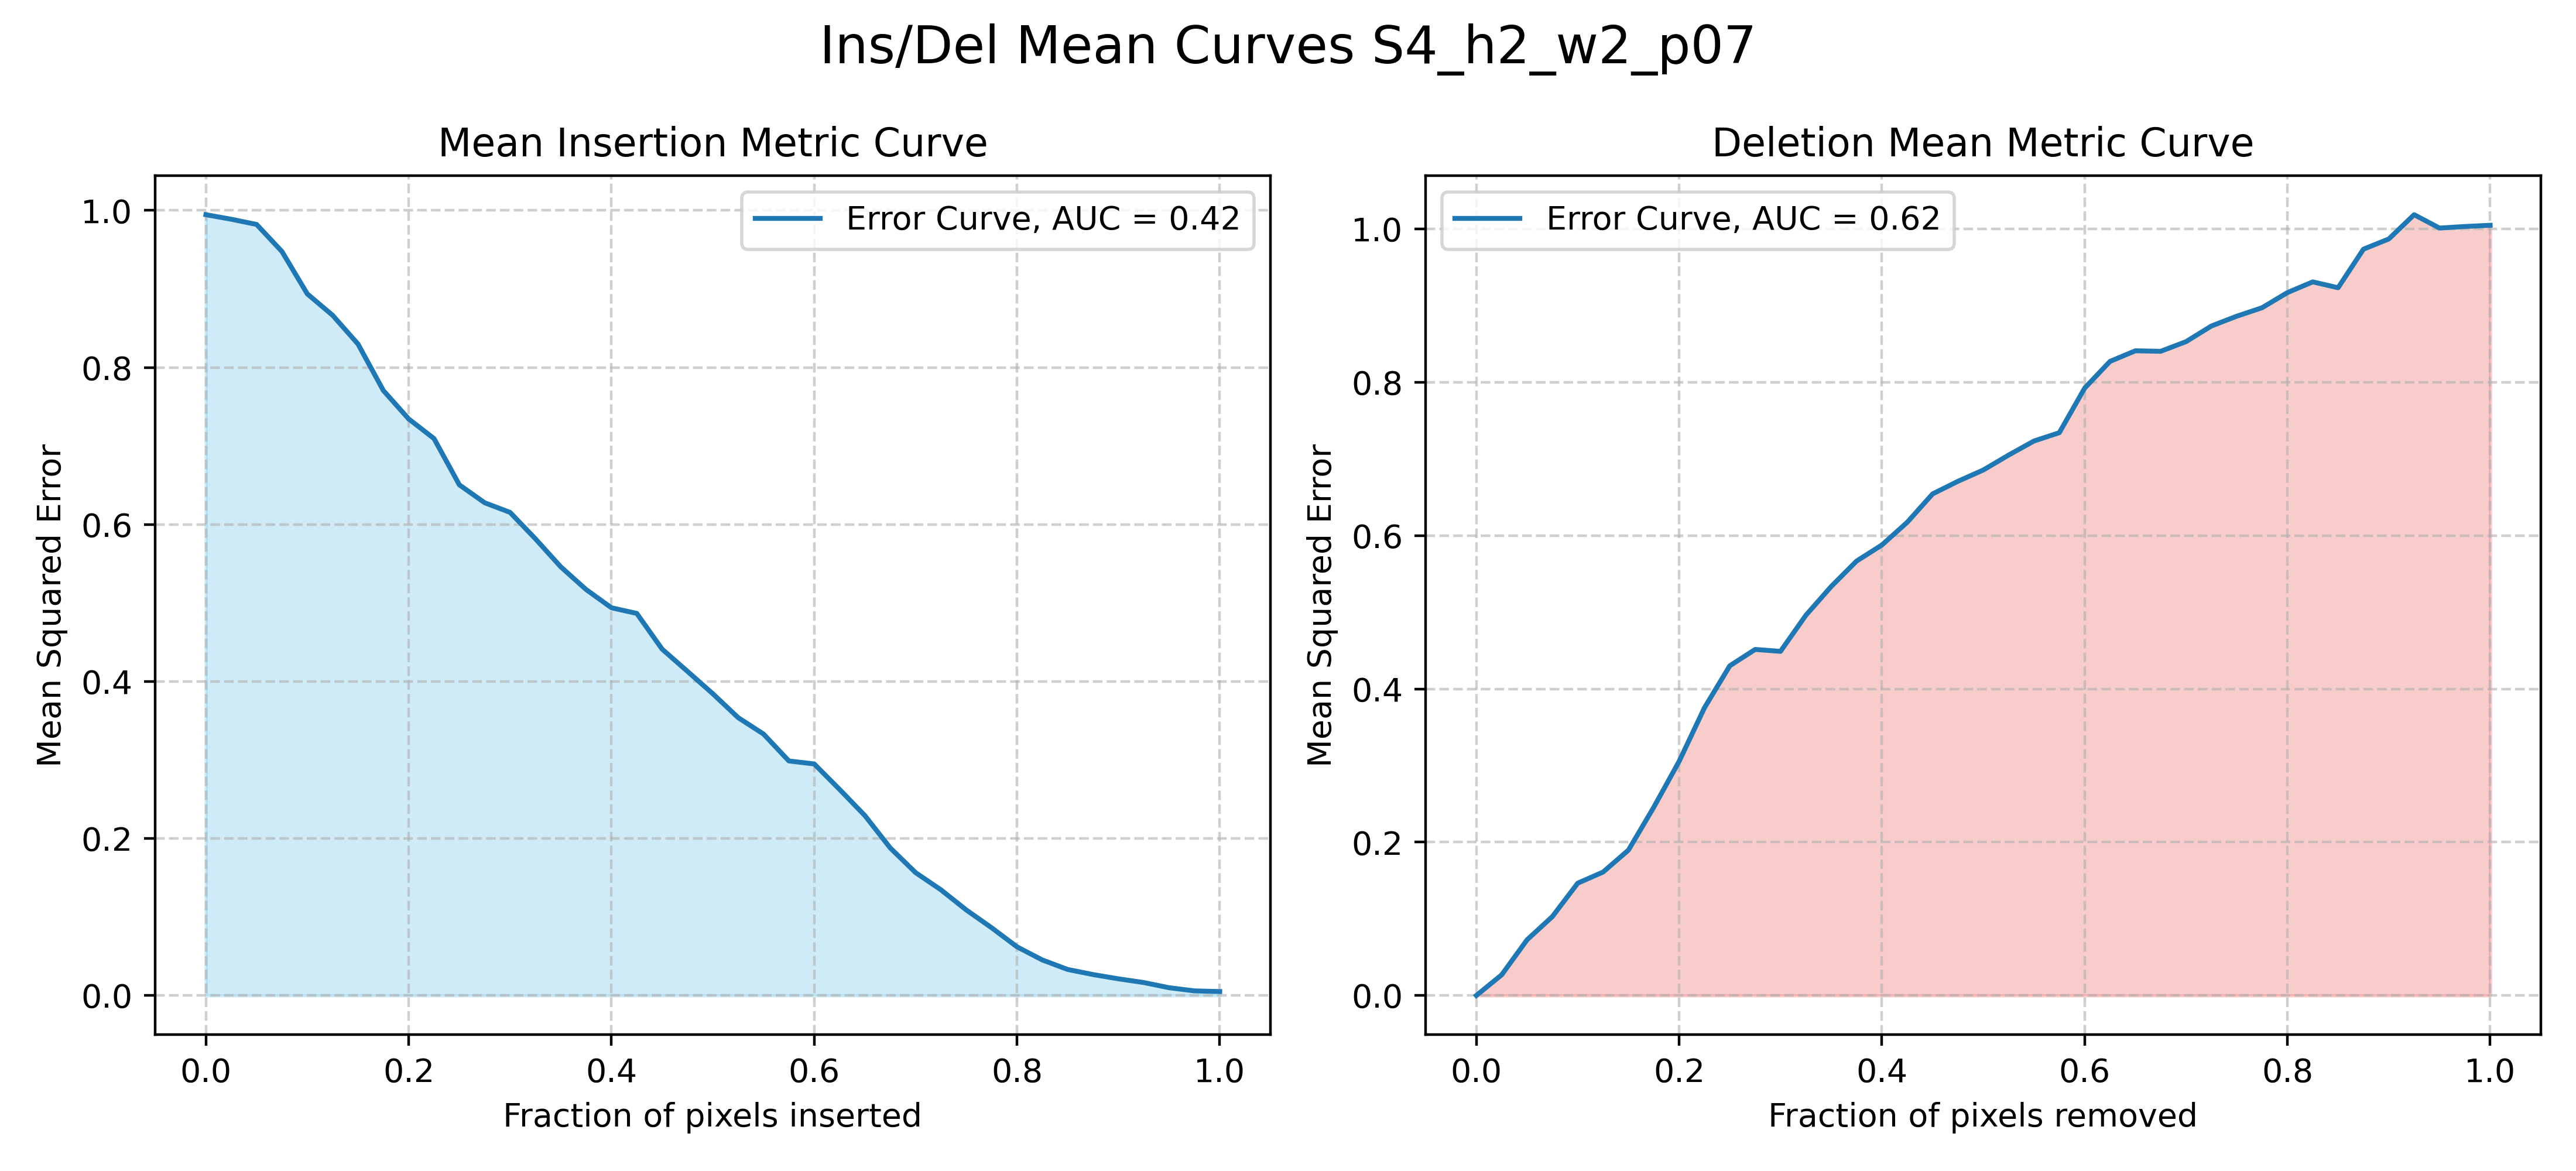 Ins/Del Mean Curves S4_h2_w2_p07
Mean Insertion Metric Curve
Error Curve, AUC = 0.42
1.0
0.8
0.6
0.4
0.2
0.0
Mean Squared Error
0.0 0.2 0.4 0.6 0.8 1.0
Fraction of pixels inserted
Deletion Mean Metric Curve
Error Curve, AUC = 0.62
1.0
0.8
0.6
0.4
0.2
0.0
Mean Squared Error
0.0 0.2 0.4 0.6 0.8 1.0
Fraction of pixels removed